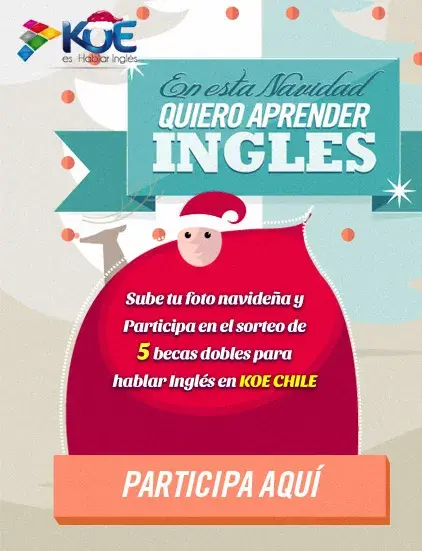 KOE
es Hablar Inglés
En esta Navidad
QUIERO APRENDER
INGLES
Sube tu foto navideña y
Participa en el sorteo de
5 becas dobles para
hablar Inglés en KOE CHILE
PARTICIPA AQUÍ